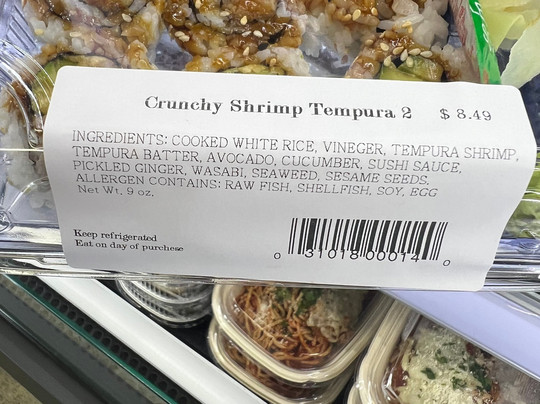 Crunchy Shrimp Tempura 2 $ 8.49
INGREDIENTS: COOKED WHITE RICE, VINEGER, TEMPURA SHRIMP,
TEMPURA BATTER, AVOCADO, CUCUMBER, SUSHI SAUCE,
PICKLED GINGER, WASABI, SEAWEED, SESAME SEEDS.
ALLERGEN CONTAINS: RAW FISH, SHELLFISH, SOY, EGG
Net Wt. 9 oz,
Keep refrigerated
Eat on day of purchese
0 31018 00014 0